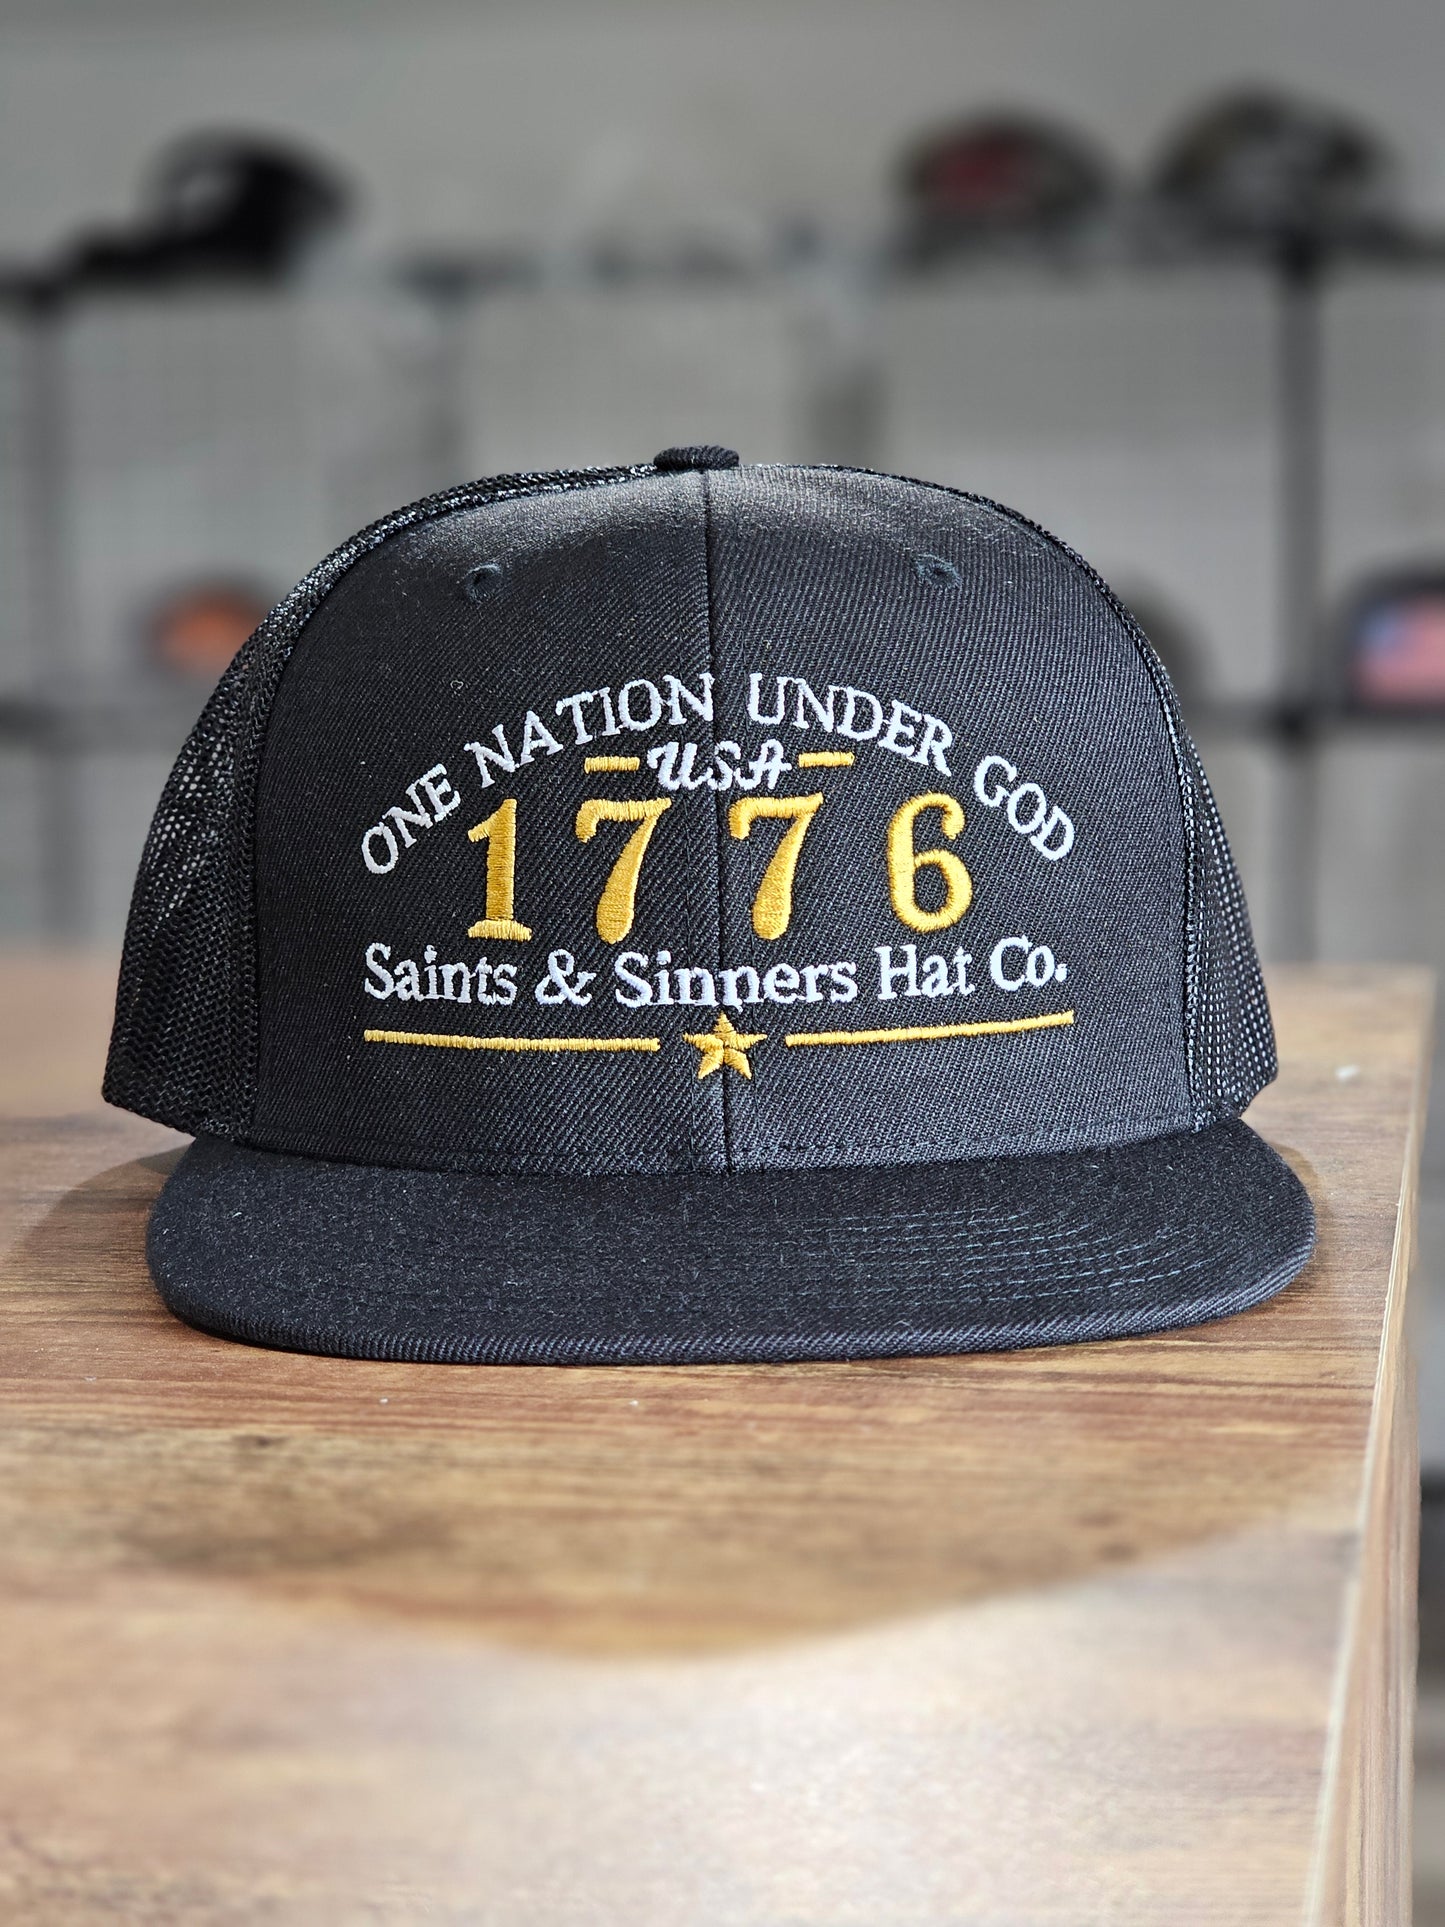 ONE NATION UNDER GOD
-USA-
1776
Saints & Sinners Hat Co.